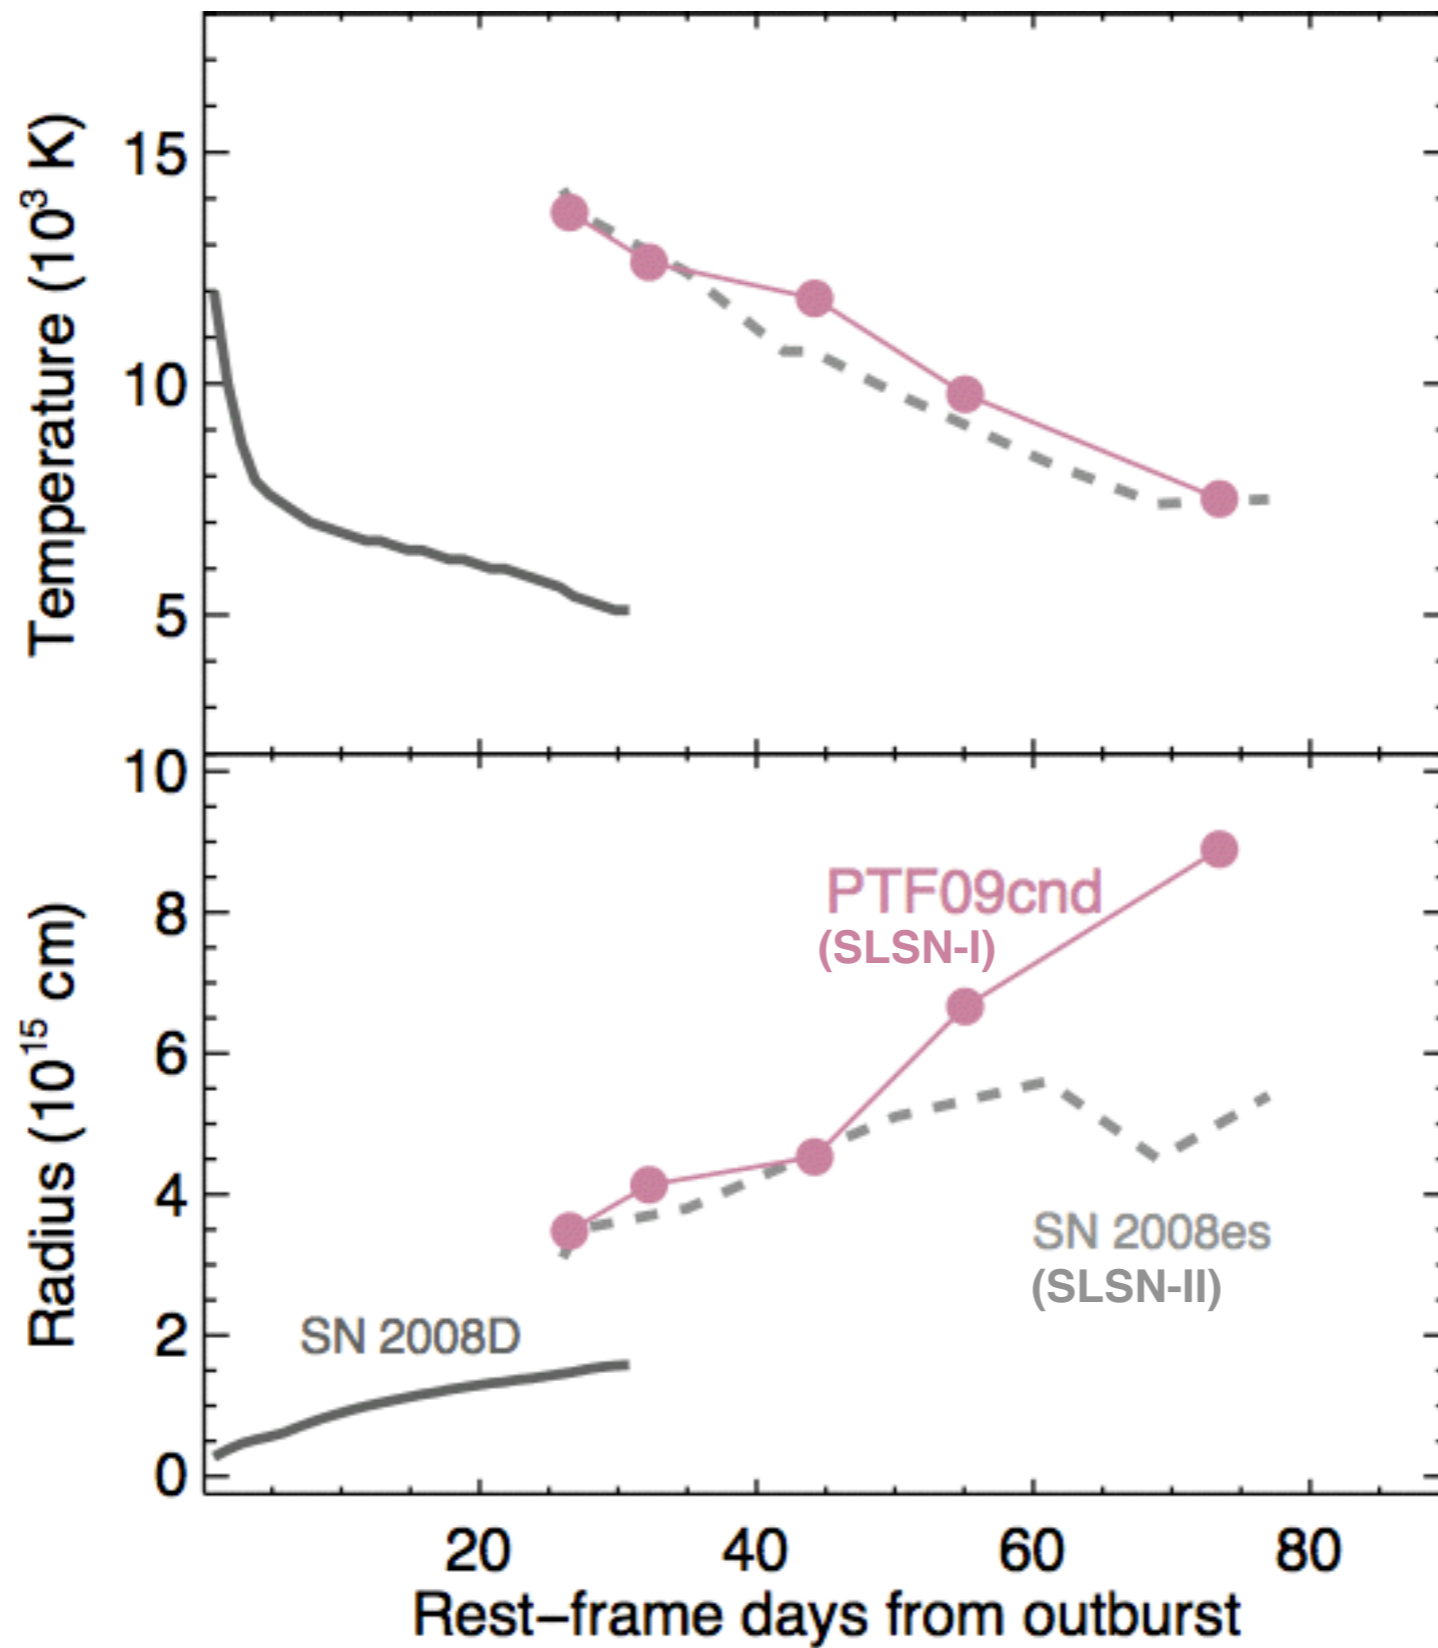 Temperature (10³ K)
15
10
5
Radius (10¹⁵ cm)
10
8
6
4
2
0
PTF09cnd
(SLSN-I)
SN 2008es
(SLSN-II)
SN 2008D
20 40 60 80
Rest-frame days from outburst